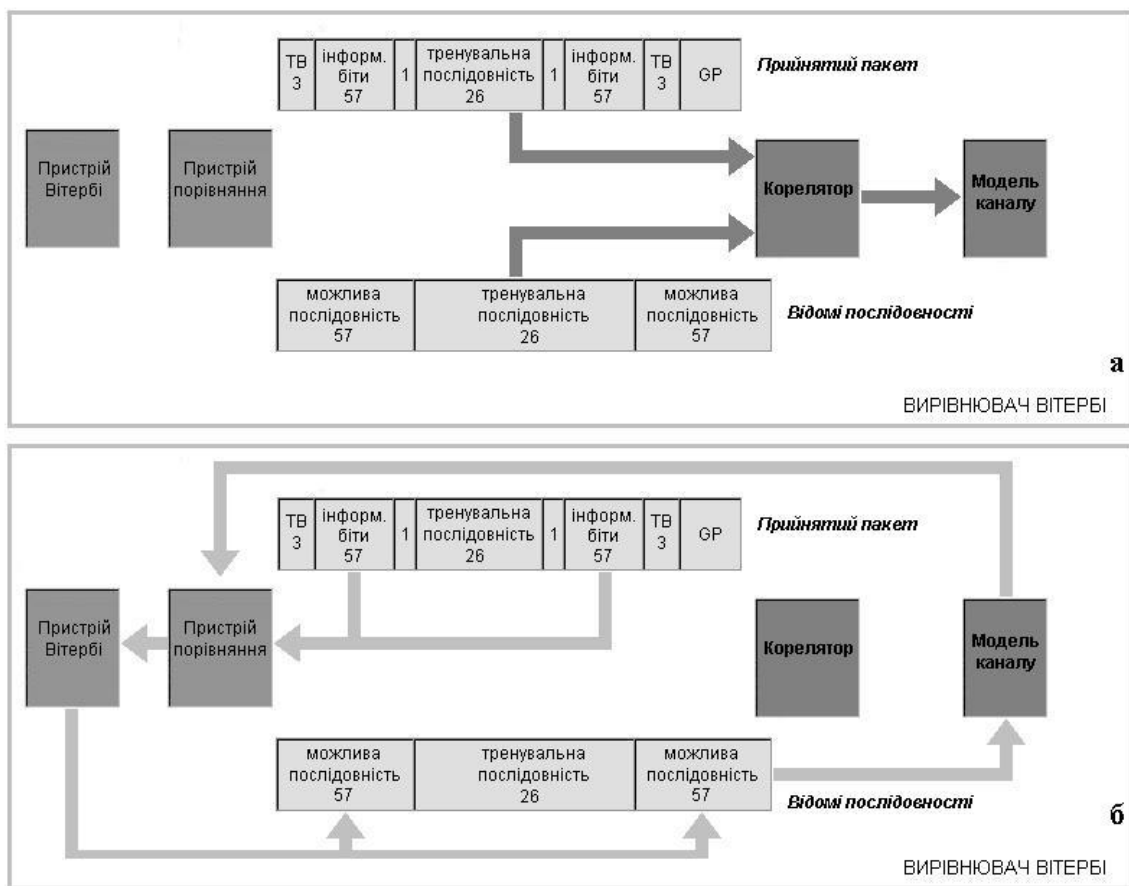 ТВ
3
інформ.
біти
57
1
тренувальна
послідовність
26
1
інформ.
біти
57
ТВ
3
GP
Прийнятий пакет
Пристрій
Вітербі
Пристрій
порівняння
Корелятор
Модель
каналу
можлива
послідовність
57
тренувальна
послідовність
26
можлива
послідовність
57
Відомі послідовності
а
ВИРІВНЮВАЧ ВІТЕРБІ
ТВ
3
інформ.
біти
57
1
тренувальна
послідовність
26
1
інформ.
біти
57
ТВ
3
GP
Прийнятий пакет
Пристрій
Вітербі
Пристрій
порівняння
Корелятор
Модель
каналу
можлива
послідовність
57
тренувальна
послідовність
26
можлива
послідовність
57
Відомі послідовності
б
ВИРІВНЮВАЧ ВІТЕРБІ